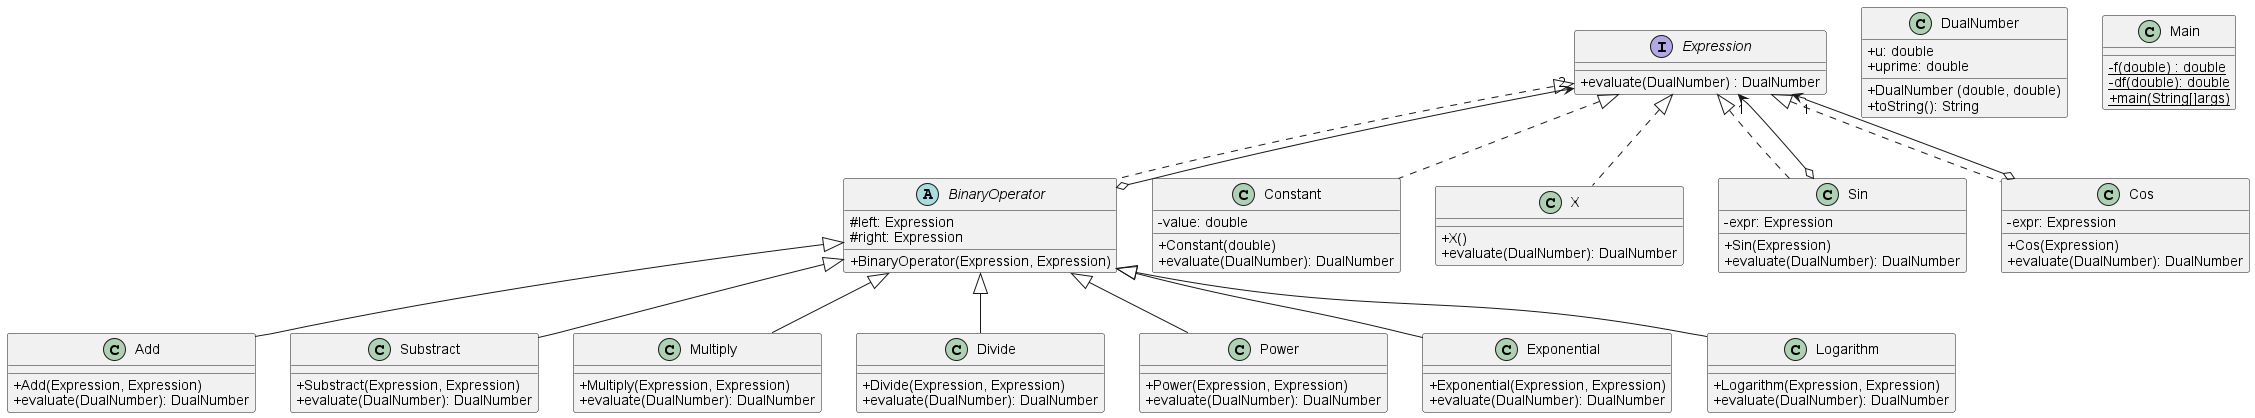 I Expression
+evaluate(DualNumber) : DualNumber
C DualNumber
+u: double
+uprime: double
+DualNumber (double, double)
+toString(): String
C Main
-f(double) : double
-df(double): double
+main(String[]args)
2
1
1
A BinaryOperator
#left: Expression
#right: Expression
+BinaryOperator(Expression, Expression)
C Constant
-value: double
+Constant(double)
+evaluate(DualNumber): DualNumber
C X
+X()
+evaluate(DualNumber): DualNumber
C Sin
-expr: Expression
+Sin(Expression)
+evaluate(DualNumber): DualNumber
C Cos
-expr: Expression
+Cos(Expression)
+evaluate(DualNumber): DualNumber
C Add
+Add(Expression, Expression)
+evaluate(DualNumber): DualNumber
C Substract
+Substract(Expression, Expression)
+evaluate(DualNumber): DualNumber
C Multiply
+Multiply(Expression, Expression)
+evaluate(DualNumber): DualNumber
C Divide
+Divide(Expression, Expression)
+evaluate(DualNumber): DualNumber
C Power
+Power(Expression, Expression)
+evaluate(DualNumber): DualNumber
C Exponential
+Exponential(Expression, Expression)
+evaluate(DualNumber): DualNumber
C Logarithm
+Logarithm(Expression, Expression)
+evaluate(DualNumber): DualNumber